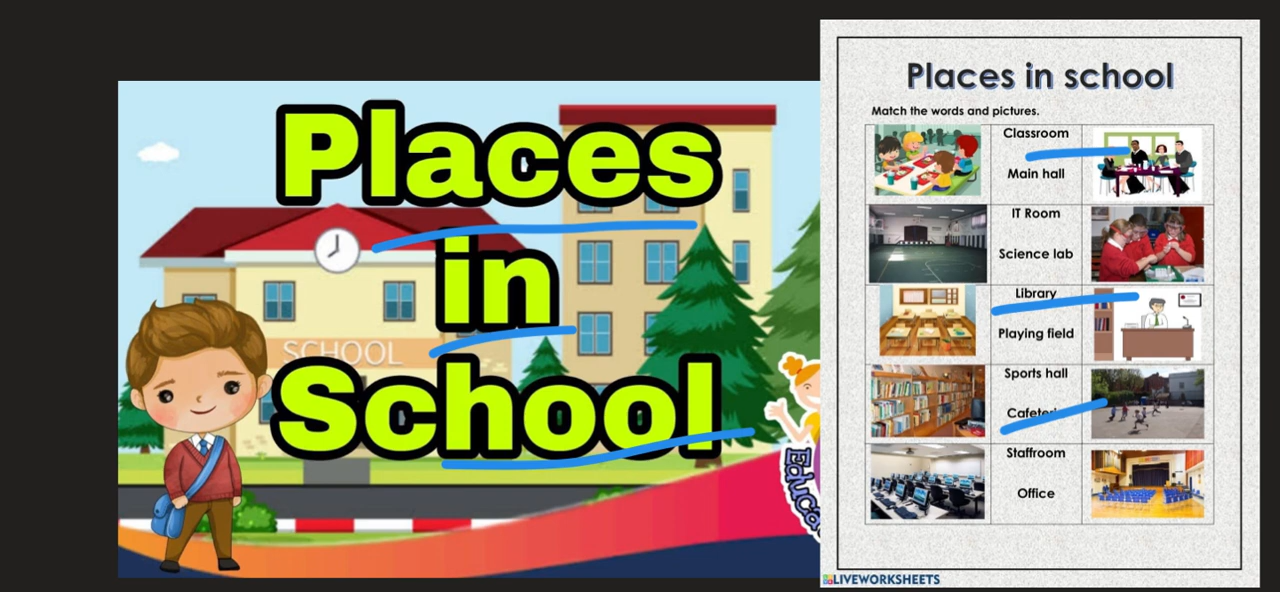 Places
in
SCHOOL
School
Places in school
Match the words and pictures.
Classroom
Main hall
IT Room
Science lab
Library
Playing field
Sports hall
Staffroom
Office
LIVEWORKSHEETS